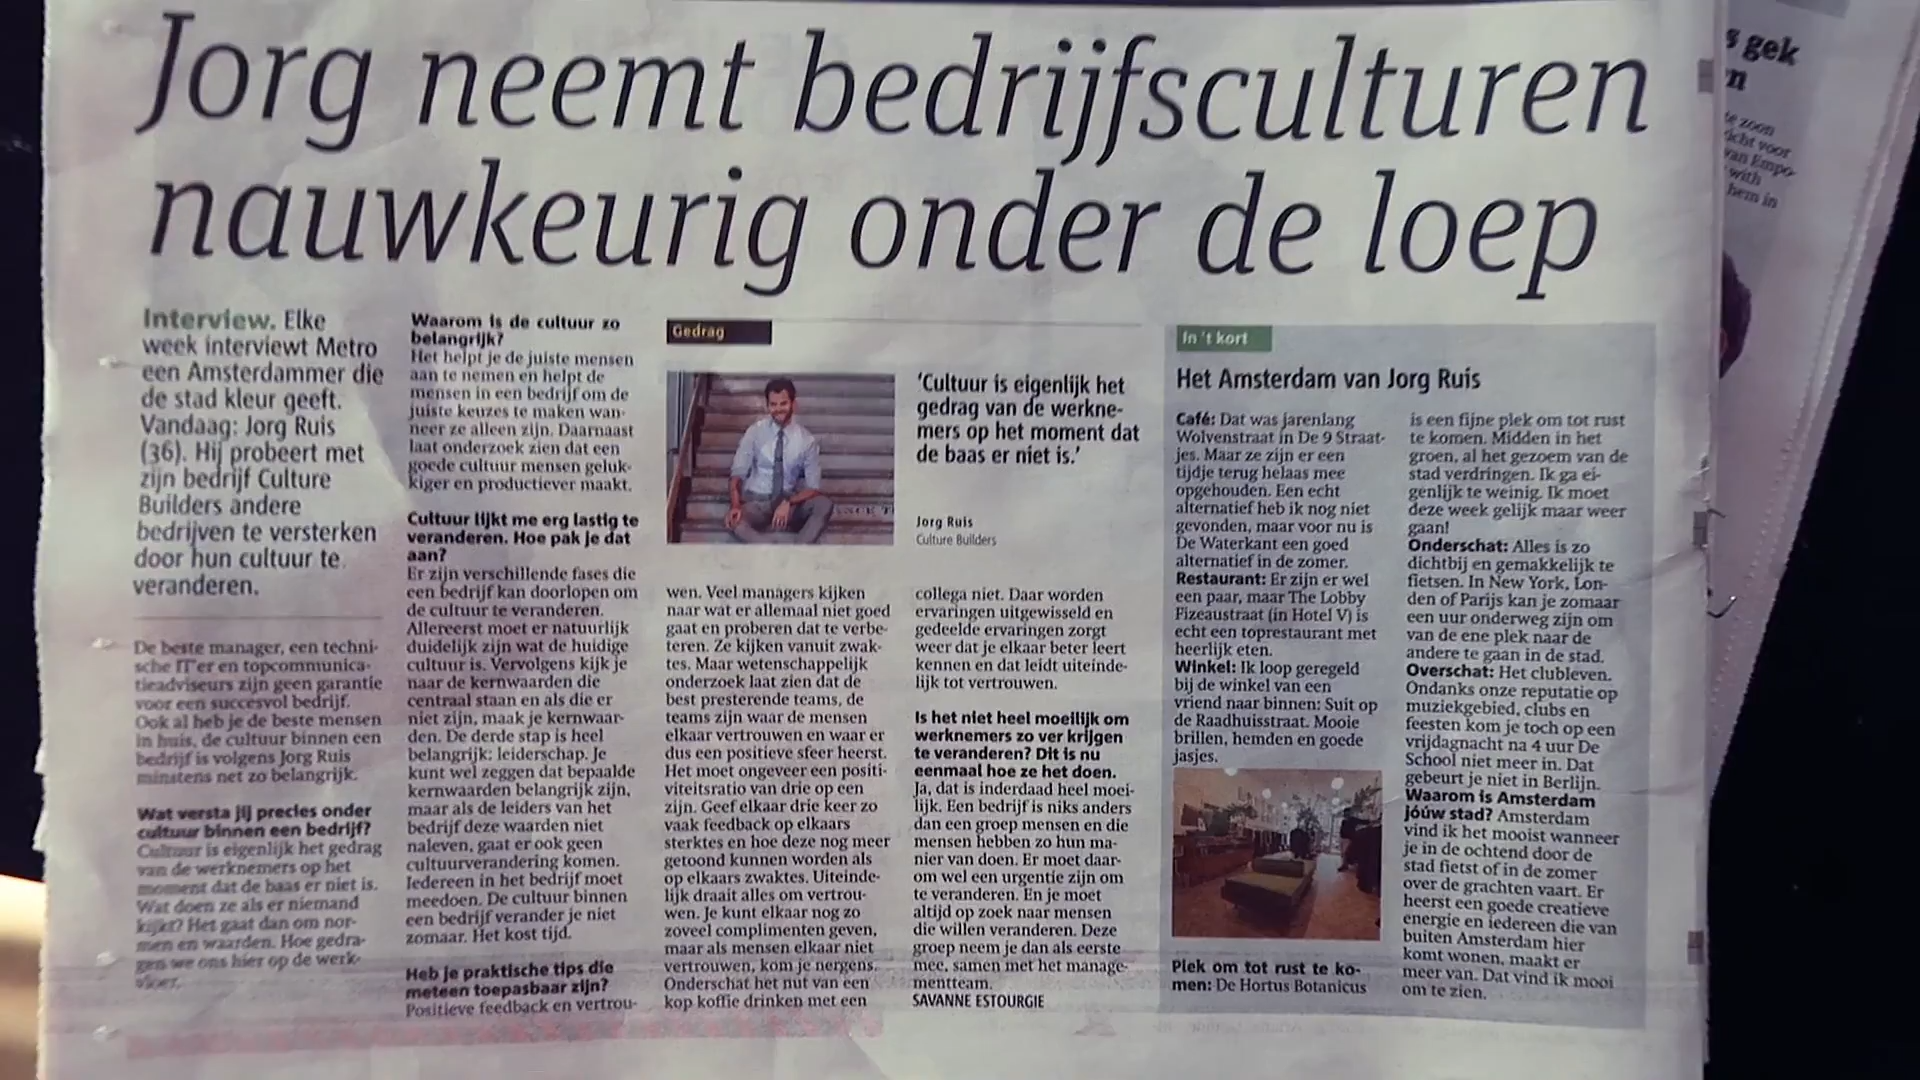 Jorg neemt bedrijfsculturen
nauwkeurig onder de loep
Interview. Elke
week interviewt Metro
een Amsterdammer die
de stad kleur geeft.
Vandaag: Jorg Ruis
(36). Hij probeert met
zijn bedrijf Culture
Builders andere
bedrijven te versterken
door hun cultuur te
veranderen.
De beste manager, een techni-
sche IT'er en topcommunica-
tieadviseurs zijn geen garantie
voor een succesvol bedrijf.
Ook al heb je de beste mensen
in huis, de cultuur binnen een
bedrijf is volgens Jorg Ruis
minstens net zo belangrijk.
Wat versta jij precies onder
cultuur binnen een bedrijf?
Cultuur is eigenlijk het gedrag
van de werknemers op het
moment dat de baas er niet is.
Wat doen ze als er niemand
kijkt? Het gaat dan om nor-
men en waarden. Hoe gedra-
gen we ons hier op de werk-
vloer.
Waarom is de cultuur zo
belangrijk?
Het helpt je de juiste mensen
aan te nemen en helpt de
mensen in een bedrijf om de
juiste keuzes te maken wan-
neer ze alleen zijn. Daarnaast
laat onderzoek zien dat een
goede cultuur mensen geluk-
kiger en productiever maakt.
Cultuur lijkt me erg lastig te
veranderen. Hoe pak je dat
aan?
Er zijn verschillende fases die
een bedrijf kan doorlopen om
de cultuur te veranderen.
Allereerst moet er natuurlijk
duidelijk zijn wat de huidige
cultuur is. Vervolgens kijk je
naar de kernwaarden die
centraal staan en als die er
niet zijn, maak je kernwaar-
den. De derde stap is heel
belangrijk: leiderschap. Je
kunt wel zeggen dat bepaalde
kernwaarden belangrijk zijn,
maar als de leiders van het
bedrijf deze waarden niet
naleven, gaat er ook geen
cultuurverandering komen.
Iedereen in het bedrijf moet
meedoen. De cultuur binnen
een bedrijf verander je niet
zomaar. Het kost tijd.
Heb je praktische tips die
meteen toepasbaar zijn?
Positieve feedback en vertrou-
Gedrag
wen. Veel managers kijken
naar wat er allemaal niet goed
gaat en proberen dat te verbe-
teren. Ze kijken vanuit zwak-
tes. Maar wetenschappelijk
onderzoek laat zien dat de
best presterende teams, de
teams zijn waar de mensen
elkaar vertrouwen en waar er
dus een positieve sfeer heerst.
Het moet ongeveer een positi-
viteitsratio van drie op een
zijn. Geef elkaar drie keer zo
vaak feedback op elkaars
sterktes en hoe deze nog meer
getoond kunnen worden als
op elkaars zwaktes. Uiteinde-
lijk draait alles om vertrou-
wen. Je kunt elkaar nog zo
zoveel complimenten geven,
maar als mensen elkaar niet
vertrouwen, kom je nergens.
Onderschat het nut van een
kop koffie drinken met een
'Cultuur is eigenlijk het
gedrag van de werkne-
mers op het moment dat
de baas er niet is.'
Jorg Ruis
Culture Builders
collega niet. Daar worden
ervaringen uitgewisseld en
gedeelde ervaringen zorgt
weer dat je elkaar beter leert
kennen en dat leidt uiteinde-
lijk tot vertrouwen.
Is het niet heel moeilijk om
werknemers zo ver krijgen
te veranderen? Dit is nu
eenmaal hoe ze het doen.
Ja, dat is inderdaad heel moei-
lijk. Een bedrijf is niks anders
dan een groep mensen en die
mensen hebben zo hun ma-
nier van doen. Er moet daar-
om wel een urgentie zijn om
te veranderen. En je moet
altijd op zoek naar mensen
die willen veranderen. Deze
groep neem je dan als eerste
mee, samen met het manage-
mentteam.
SAVANNE ESTOURGIE
In 't kort
Het Amsterdam van Jorg Ruis
Café: Dat was jarenlang
Wolvenstraat in De 9 Straat-
jes. Maar ze zijn er een
tijdje terug helaas mee
opgehouden. Een echt
alternatief heb ik nog niet
gevonden, maar voor nu is
De Waterkant een goed
alternatief in de zomer.
Restaurant: Er zijn er wel
een paar, maar The Lobby
Fizeaustraat (in Hotel V) is
echt een toprestaurant met
heerlijk eten.
Winkel: Ik loop geregeld
bij de winkel van een
vriend naar binnen: Suit op
de Raadhuisstraat. Mooie
brillen, hemden en goede
jasjes.
Plek om tot rust te ko-
men: De Hortus Botanicus
is een fijne plek om tot rust
te komen. Midden in het
groen, al het gezoem van de
stad verdringen. Ik ga ei-
genlijk te weinig. Ik moet
deze week gelijk maar weer
gaan!
Onderschat: Alles is zo
dichtbij en gemakkelijk te
fietsen. In New York, Lon-
den of Parijs kan je zomaar
een uur onderweg zijn om
van de ene plek naar de
andere te gaan in de stad.
Overschat: Het clubleven.
Ondanks onze reputatie op
muziekgebied, clubs en
feesten kom je toch op een
vrijdagnacht na 4 uur De
School niet meer in. Dat
gebeurt je niet in Berlijn.
Waarom is Amsterdam
jóúw stad? Amsterdam
vind ik het mooist wanneer
je in de ochtend door de
stad fietst of in de zomer
over de grachten vaart. Er
heerst een goede creatieve
energie en iedereen die van
buiten Amsterdam hier
komt wonen, maakt er
meer van. Dat vind ik mooi
om te zien.
gek
zoon
voor
van Empo-
with
hem in